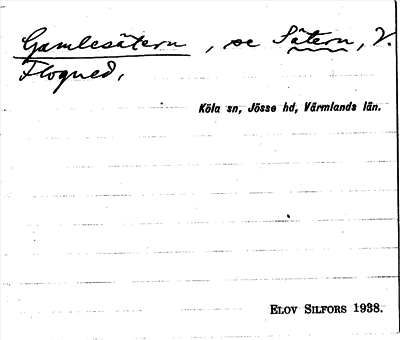 Gamlesätern, se Sätern, V.
Flogned,
Köla sn, Jösse hd, Värmlands län.
ELOV SILFORS 1938.